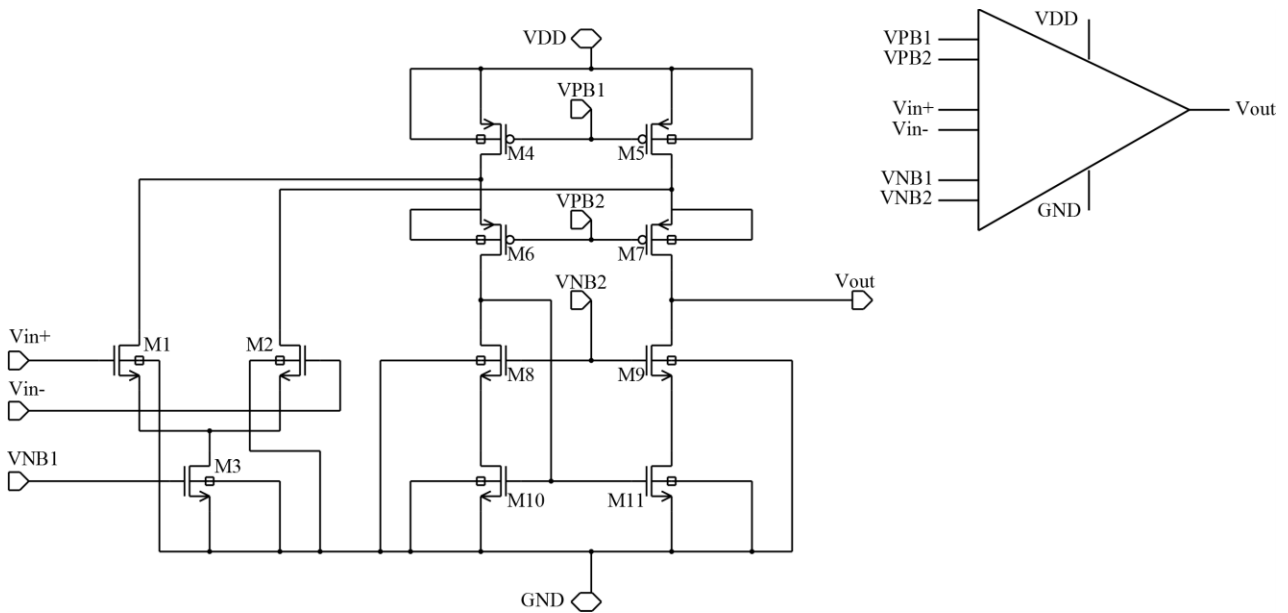 VDD
VPB1
M4
M5
VPB2
M6
M7
VNB2
Vout
Vin+
M1
M2
M8
M9
Vin-
VNB1
M3
M10
M11
GND
VDD
VPB1
VPB2
Vin+
Vin-
Vout
VNB1
VNB2
GND